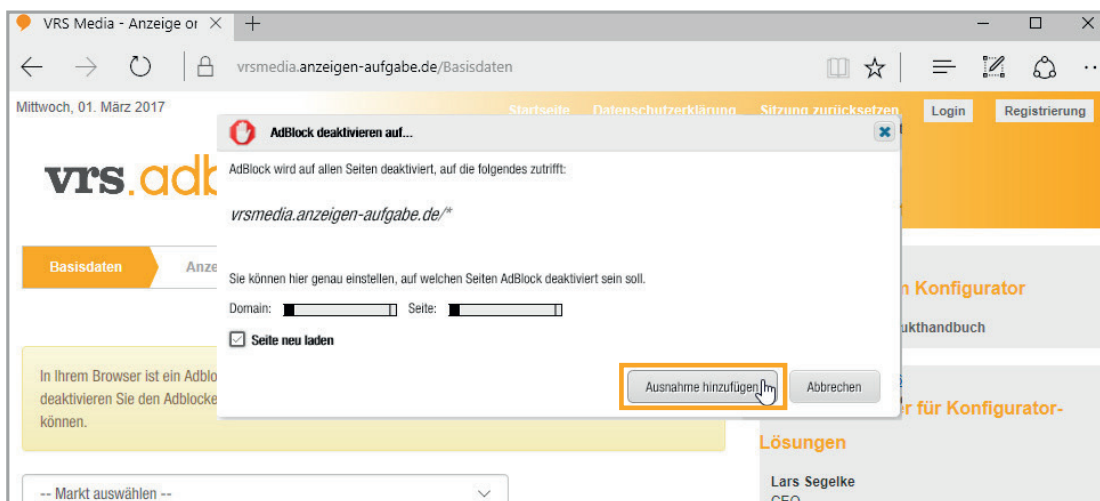 VRS Media - Anzeige or
vrsmedia.anzeigen-aufgabe.de/Basisdaten
Mittwoch, 01. März 2017
Startseite Datenschutzerklärung Sitzung zurücksetzen Login Registrierung
AdBlock deaktivieren auf...
AdBlock wird auf allen Seiten deaktiviert, auf die folgendes zutrifft:
vrs.adb
vrsmedia.anzeigen-aufgabe.de/*
Basisdaten Anze
Sie können hier genau einstellen, auf welchen Seiten AdBlock deaktiviert sein soll.
Domain: Seite:
Seite neu laden
n Konfigurator
ukthandbuch
In Ihrem Browser ist ein Adblo
deaktivieren Sie den Adblocke
können.
Ausnahme hinzufügen Abbrechen
r für Konfigurator-
Lösungen
Lars Segelke
CEO
-- Markt auswählen --